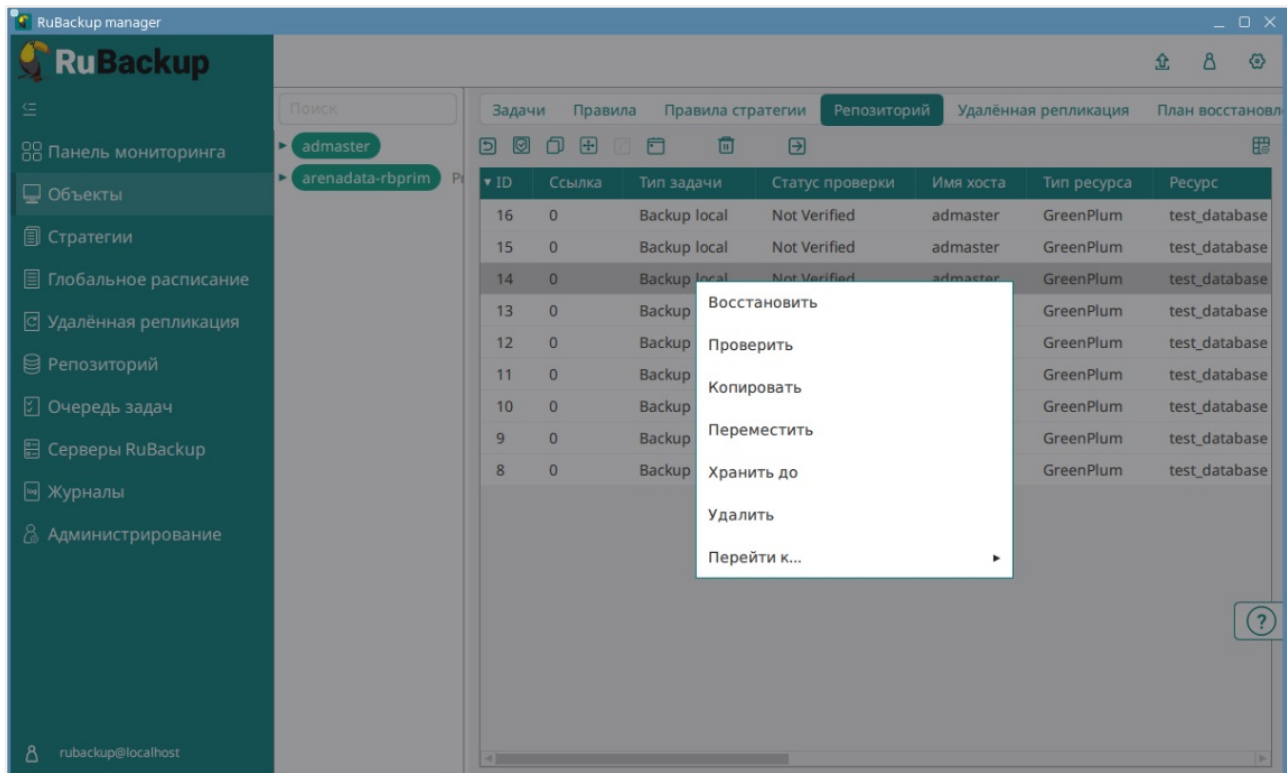 RuBackup manager
RuBackup
Поиск
Задачи Правила Правила стратегии Репозиторий Удалённая репликация План восстановл
Панель мониторинга
Объекты
Стратегии
Глобальное расписание
Удалённая репликация
Репозиторий
Очередь задач
Серверы RuBackup
Журналы
Администрирование
rubackup@localhost
admaster
arenadata-rbprim
ID Ссылка Тип задачи Статус проверки Имя хоста Тип ресурса Ресурс
16 0 Backup local Not Verified admaster GreenPlum test_database
15 0 Backup local Not Verified admaster GreenPlum test_database
14 0 Backup local Not Verified admaster GreenPlum test_database
13 0 Backup GreenPlum test_database
12 0 Backup GreenPlum test_database
11 0 Backup GreenPlum test_database
10 0 Backup GreenPlum test_database
9 0 Backup GreenPlum test_database
8 0 Backup GreenPlum test_database
Восстановить
Проверить
Копировать
Переместить
Хранить до
Удалить
Перейти к...
?